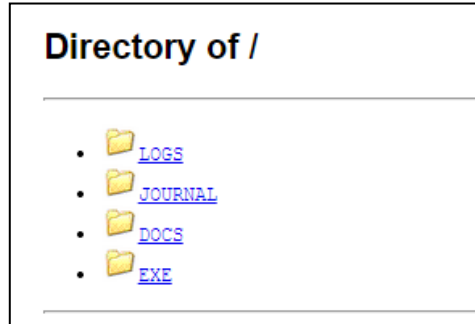 Directory of /
LOGS
JOURNAL
DOCS
EXE